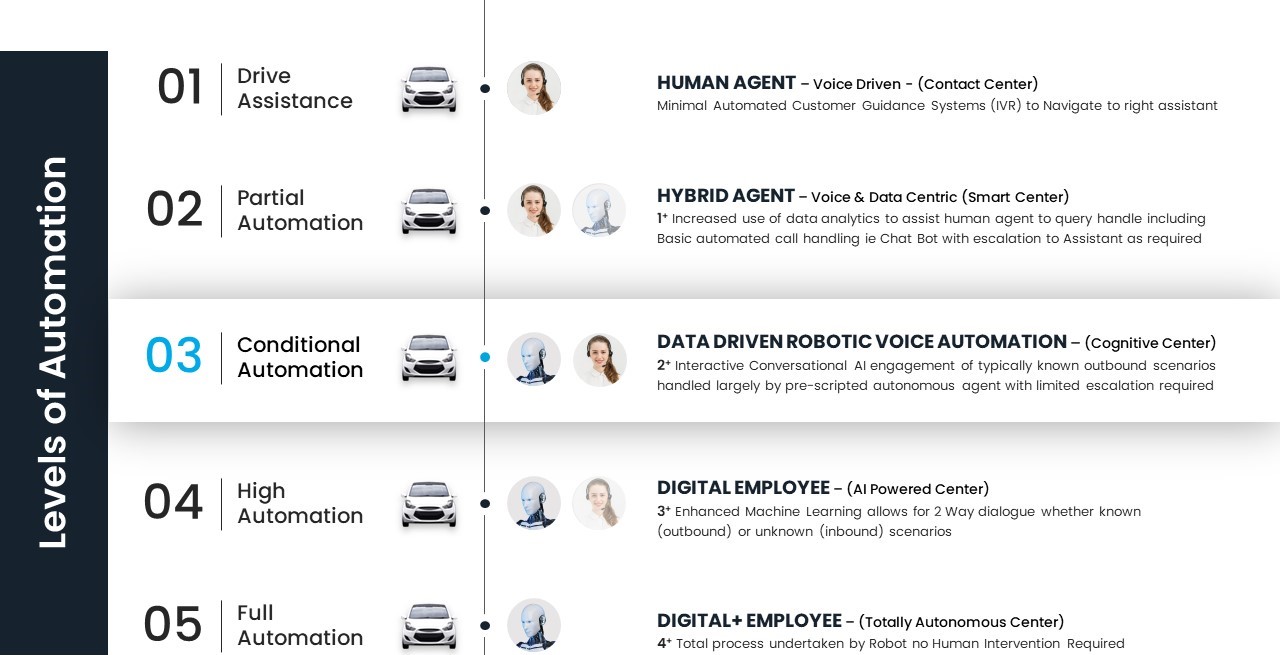 Levels of Automation
01
Drive
Assistance
HUMAN AGENT – Voice Driven - (Contact Center)
Minimal Automated Customer Guidance Systems (IVR) to Navigate to right assistant
02
Partial
Automation
HYBRID AGENT – Voice & Data Centric (Smart Center)
1⁺ Increased use of data analytics to assist human agent to query handle including
Basic automated call handling ie Chat Bot with escalation to Assistant as required
03
Conditional
Automation
DATA DRIVEN ROBOTIC VOICE AUTOMATION – (Cognitive Center)
2⁺ Interactive Conversational AI engagement of typically known outbound scenarios
handled largely by pre-scripted autonomous agent with limited escalation required
04
High
Automation
DIGITAL EMPLOYEE – (AI Powered Center)
3⁺ Enhanced Machine Learning allows for 2 Way dialogue whether known
(outbound) or unknown (inbound) scenarios
05
Full
Automation
DIGITAL+ EMPLOYEE – (Totally Autonomous Center)
4⁺ Total process undertaken by Robot no Human Intervention Required